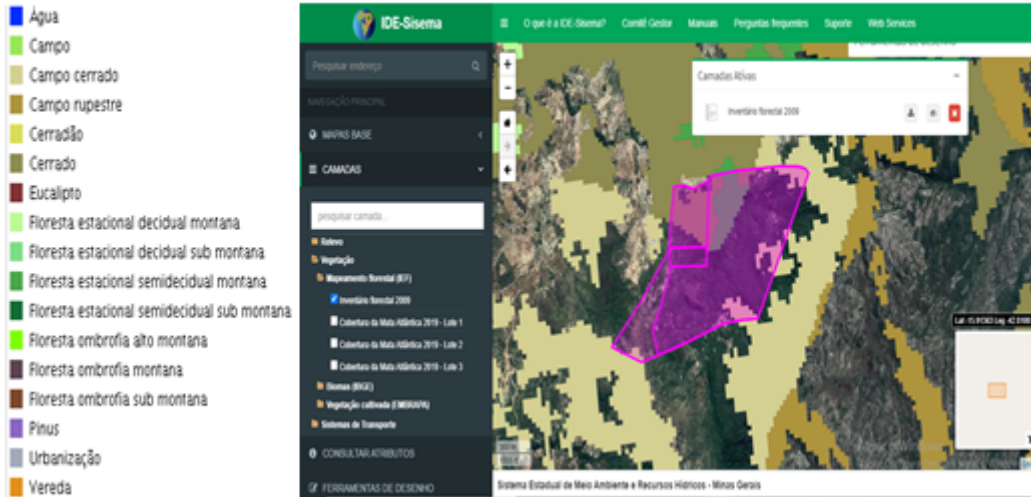 Água
Campo
Campo cerrado
Campo rupestre
Cerradão
Cerrado
Eucalipto
Floresta estacional decidual montana
Floresta estacional decidual sub montana
Floresta estacional semidecidual montana
Floresta estacional semidecidual sub montana
Floresta ombrofia alto montana
Floresta ombrofia montana
Floresta ombrofia sub montana
Pinus
Urbanização
Vereda
IDE-Sisema
Pesquisar endereço
NAVEGAÇÃO PRINCIPAL
MAPAS BASE
CAMADAS
pesquisar camada...
Relevo
Vegetação
Mapeamento florestal (IEF)
Inventário florestal 2009
Cobertura da Mata Atlântica 2019 - Lote 1
Cobertura da Mata Atlântica 2019 - Lote 2
Cobertura da Mata Atlântica 2019 - Lote 3
Biomas (IBGE)
Vegetação cultivada (EMBRAPA)
Sistemas de Transporte
CONSULTAR ATRIBUTOS
FERRAMENTAS DE DESENHO
O que é a IDE-Sisema? Comitê Gestor Manuais Perguntas frequentes Suporte Web Services
Ferramentas de Desenho
Camadas Ativas
Inventário florestal 2009
Sistema Estadual de Meio Ambiente e Recursos Hídricos - Minas Gerais